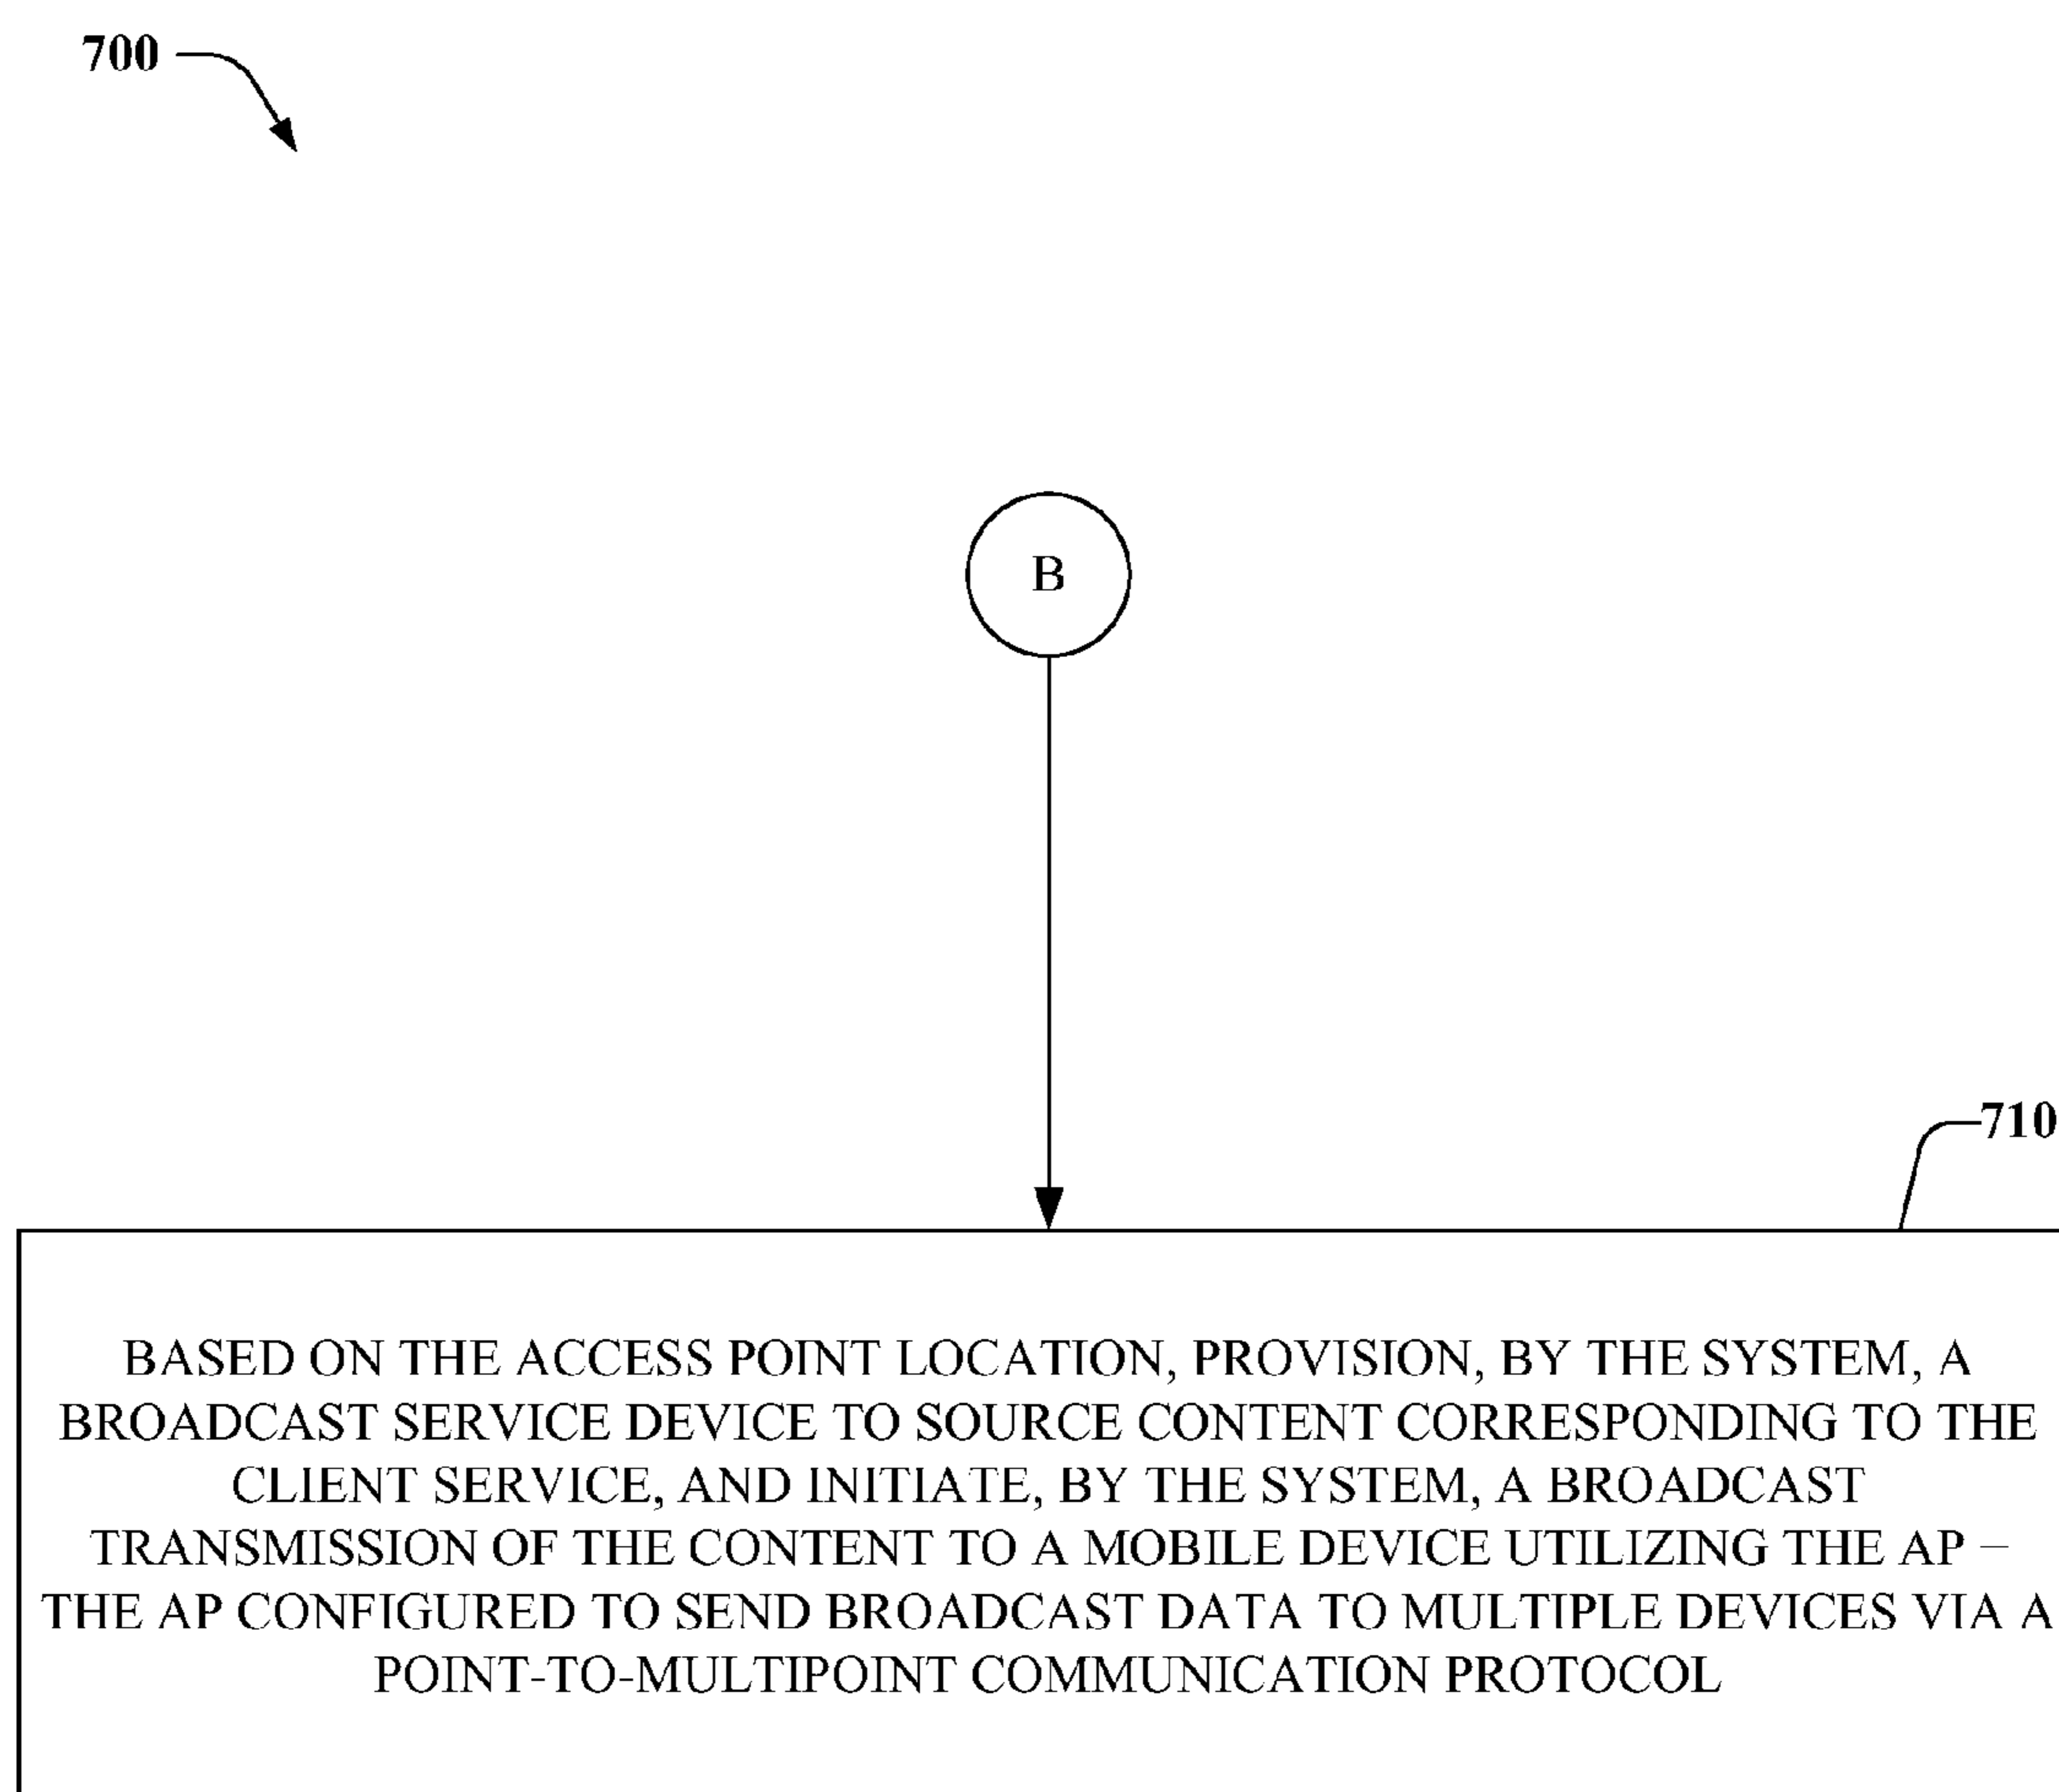 700
B
710
BASED ON THE ACCESS POINT LOCATION, PROVISION, BY THE SYSTEM, A
BROADCAST SERVICE DEVICE TO SOURCE CONTENT CORRESPONDING TO THE
CLIENT SERVICE, AND INITIATE, BY THE SYSTEM, A BROADCAST
TRANSMISSION OF THE CONTENT TO A MOBILE DEVICE UTILIZING THE AP –
THE AP CONFIGURED TO SEND BROADCAST DATA TO MULTIPLE DEVICES VIA A
POINT-TO-MULTIPOINT COMMUNICATION PROTOCOL